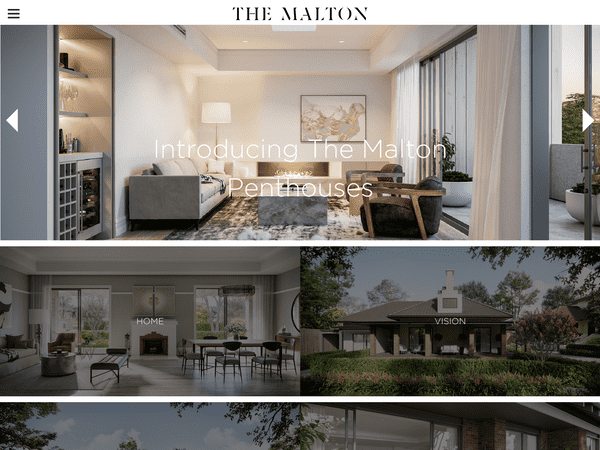 THE MALTON
Introducing The Malton
Penthouses
HOME
VISION